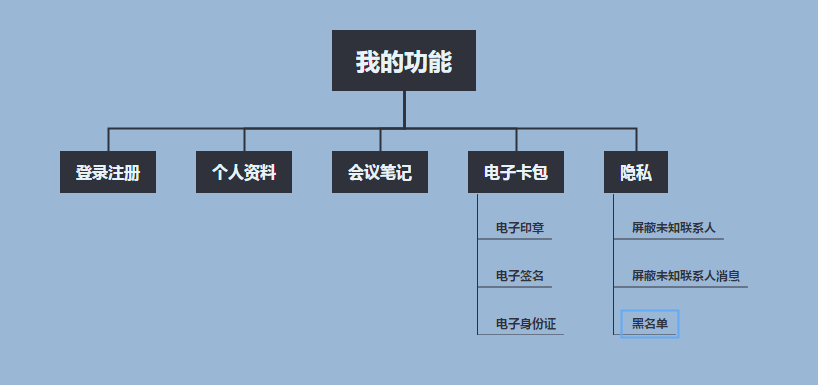 我的功能
登录注册
个人资料
会议笔记
电子卡包
隐私
电子印章
屏蔽未知联系人
电子签名
屏蔽未知联系人消息
电子身份证
黑名单